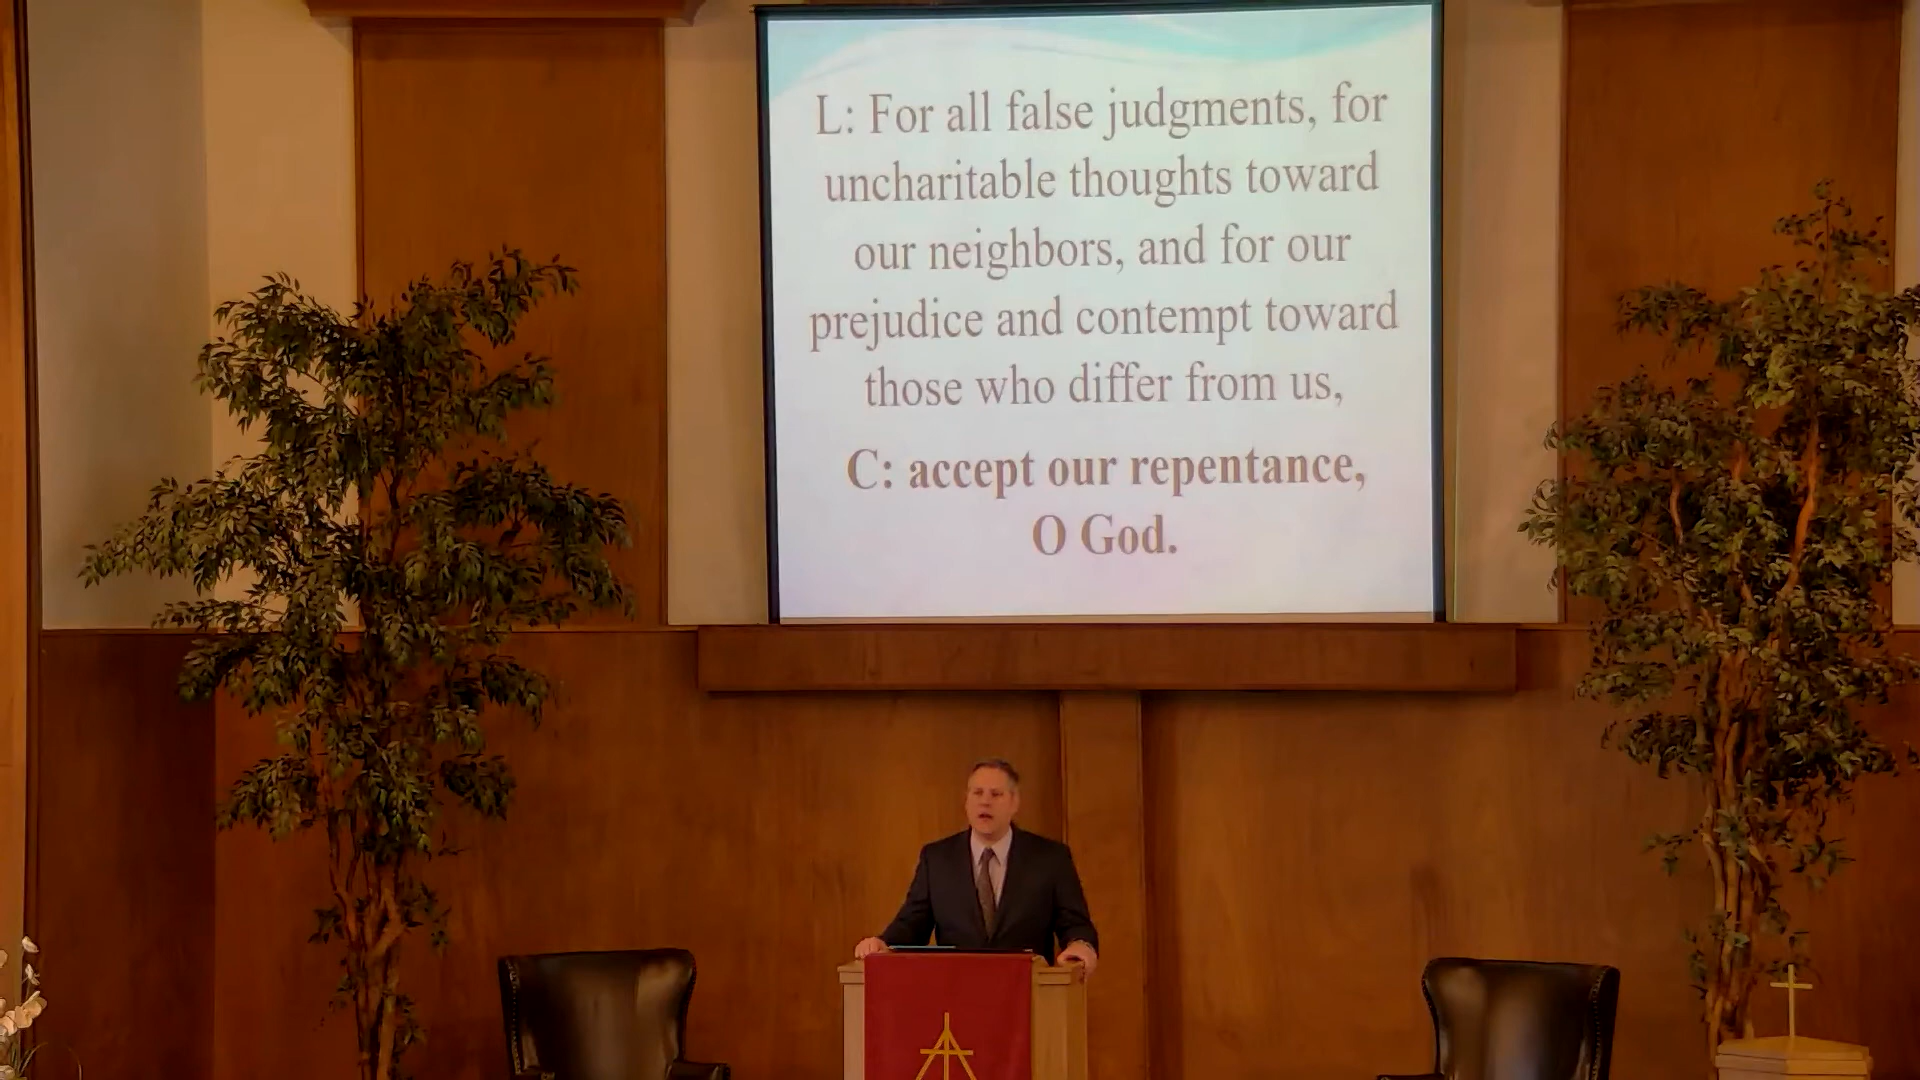 L: For all false judgments, for
uncharitable thoughts toward
our neighbors, and for our
prejudice and contempt toward
those who differ from us,
C: accept our repentance,
O God.